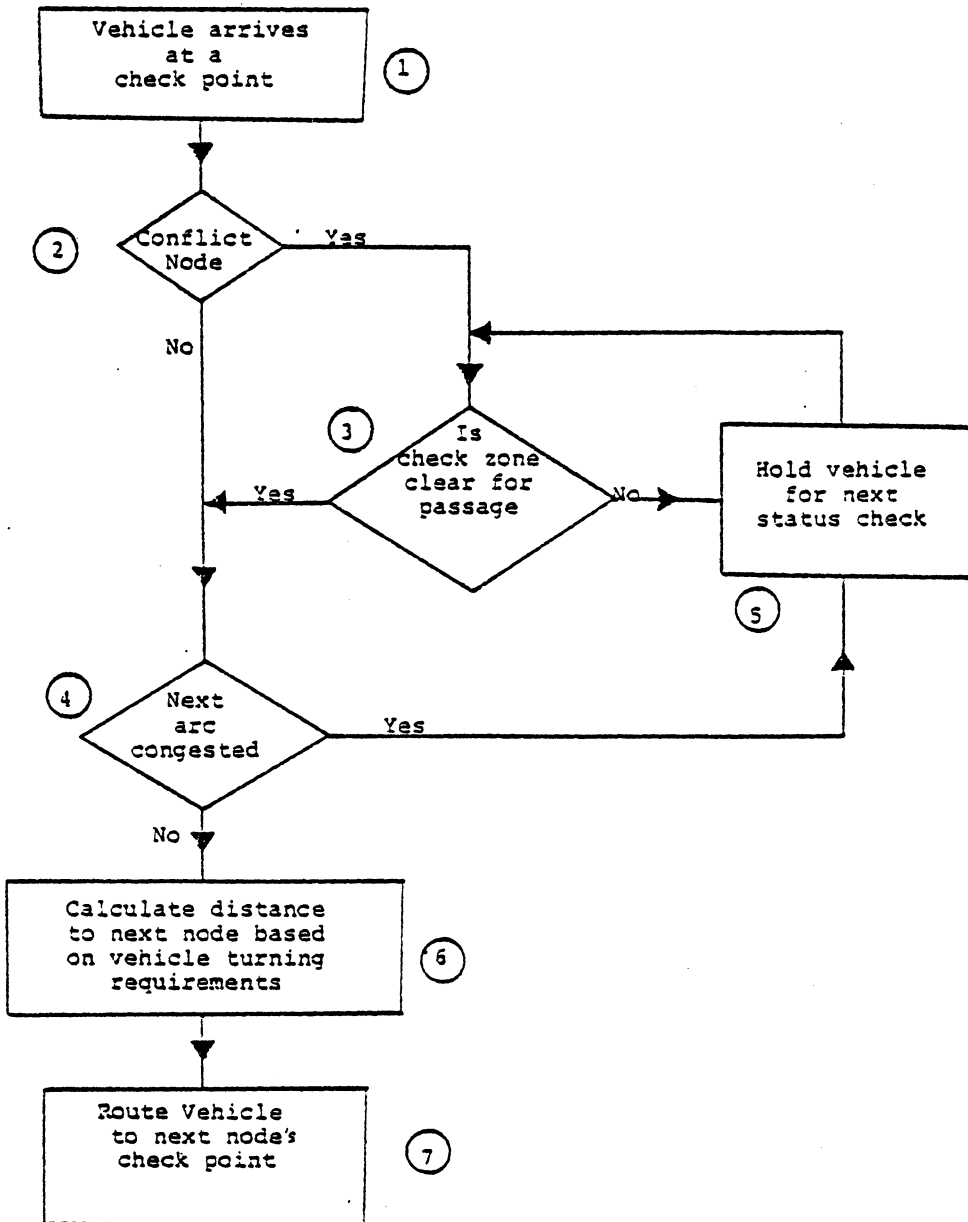 Vehicle arrives
at a
check point
1
2
Conflict
Node
Yes
No
3
Is
check zone
clear for
passage
Yes
No
Hold vehicle
for next
status check
5
4
Next
arc
congested
Yes
No
Calculate distance
to next node based
on vehicle turning
requirements
6
Route Vehicle
to next node's
check point
7